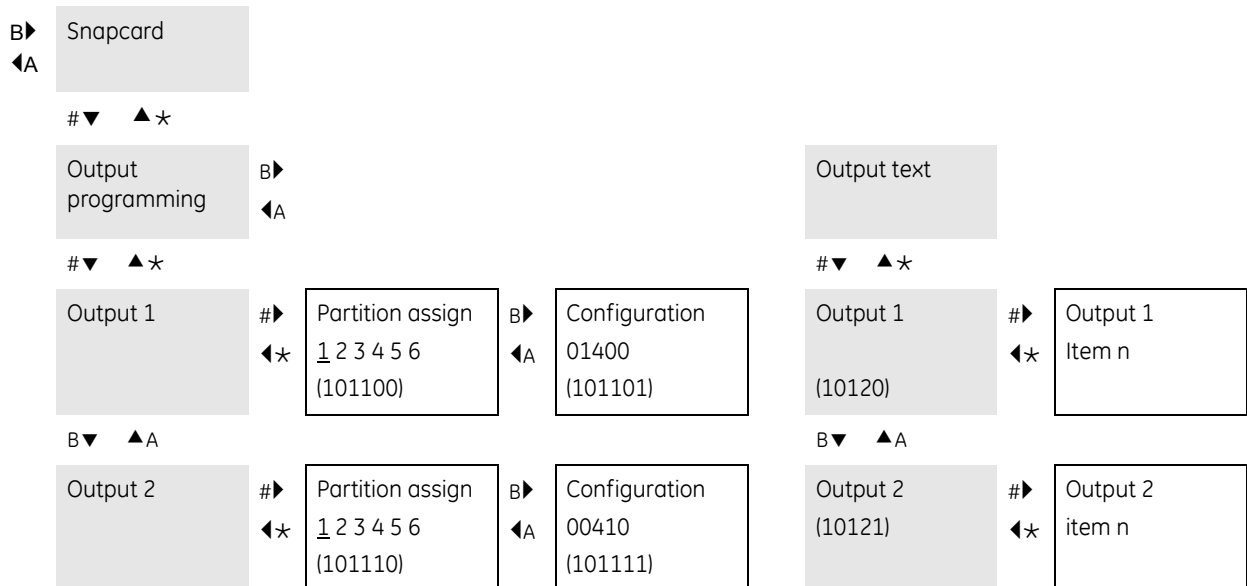 B▶ Snapcard
◀A
#▼ ▲*
Output programming B▶ ◀A Output text
#▼ ▲* #▼ ▲*
Output 1 #▶ Partition assign B▶ Configuration Output 1 #▶ Output 1
◀* 1 2 3 4 5 6 ◀A 01400 ◀* Item n
(101100) (101101) (10120)
B▼ ▲A B▼ ▲A
Output 2 #▶ Partition assign B▶ Configuration Output 2 #▶ Output 2
◀* 1 2 3 4 5 6 ◀A 00410 (10121) ◀* item n
(101110) (101111)